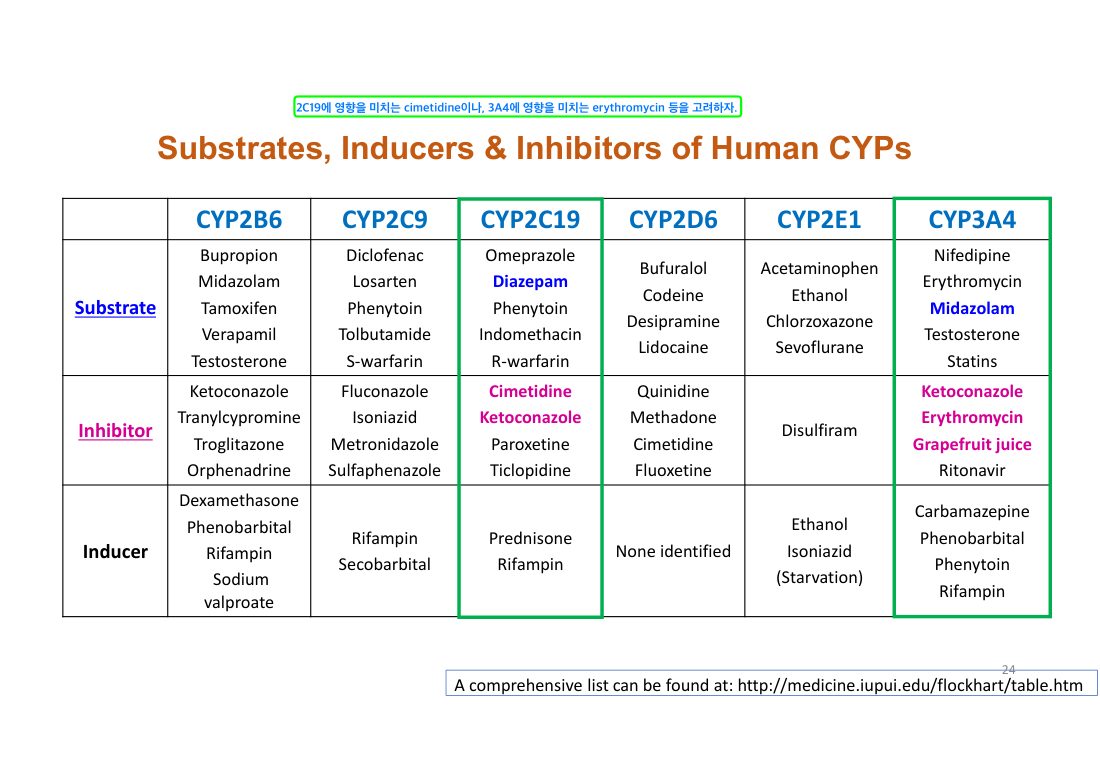 2C19에 영향을 미치는 cimetidine이나, 3A4에 영향을 미치는 erythromycin 등을 고려하자.
Substrates, Inducers & Inhibitors of Human CYPs
CYP2B6 CYP2C9 CYP2C19 CYP2D6 CYP2E1 CYP3A4
Substrate
Bupropion
Midazolam
Tamoxifen
Verapamil
Testosterone
Diclofenac
Losarten
Phenytoin
Tolbutamide
S-warfarin
Omeprazole
Diazepam
Phenytoin
Indomethacin
R-warfarin
Bufuralol
Codeine
Desipramine
Lidocaine
Acetaminophen
Ethanol
Chlorzoxazone
Sevoflurane
Nifedipine
Erythromycin
Midazolam
Testosterone
Statins
Inhibitor
Ketoconazole
Tranylcypromine
Troglitazone
Orphenadrine
Fluconazole
Isoniazid
Metronidazole
Sulfaphenazole
Cimetidine
Ketoconazole
Paroxetine
Ticlopidine
Quinidine
Methadone
Cimetidine
Fluoxetine
Disulfiram
Ketoconazole
Erythromycin
Grapefruit juice
Ritonavir
Inducer
Dexamethasone
Phenobarbital
Rifampin
Sodium
valproate
Rifampin
Secobarbital
Prednisone
Rifampin
None identified
Ethanol
Isoniazid
(Starvation)
Carbamazepine
Phenobarbital
Phenytoin
Rifampin
24
A comprehensive list can be found at: http://medicine.iupui.edu/flockhart/table.htm